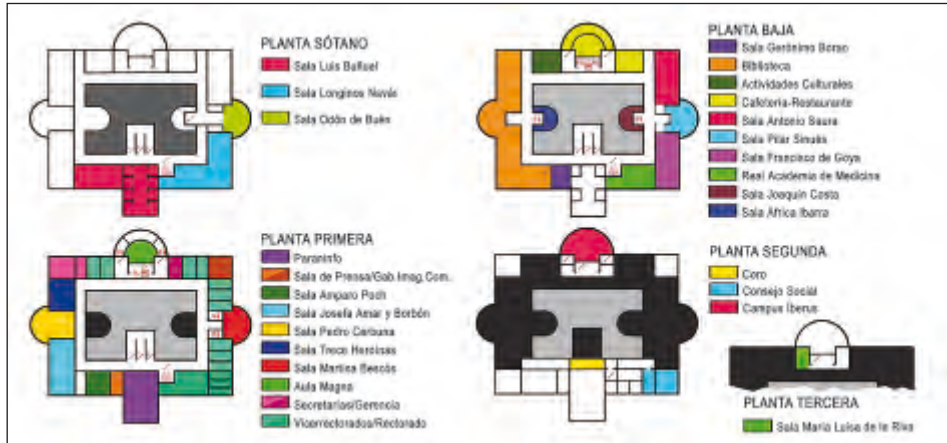 PLANTA SÓTANO
Sala Luis Buñuel
Sala Longinos Navás
Sala Odón de Buén
PLANTA BAJA
Sala Gerónimo Borao
Biblioteca
Actividades Culturales
Cafetería-Restaurante
Sala Antonio Saura
Sala Pilar Sinués
Sala Francisco de Goya
Real Academia de Medicina
Sala Joaquín Costa
Sala África Ibarra
PLANTA PRIMERA
Paraninfo
Sala de Prensa/Gab.Imag.Com.
Sala Amparo Poch
Sala Josefa Amar y Borbón
Sala Pedro Cerbuna
Sala Trece Heroínas
Sala Martina Bescós
Aula Magna
Secretarías/Gerencia
Vicerrectorados/Rectorado
PLANTA SEGUNDA
Coro
Consejo Social
Campus Iberus
PLANTA TERCERA
Sala María Luisa de la Riva